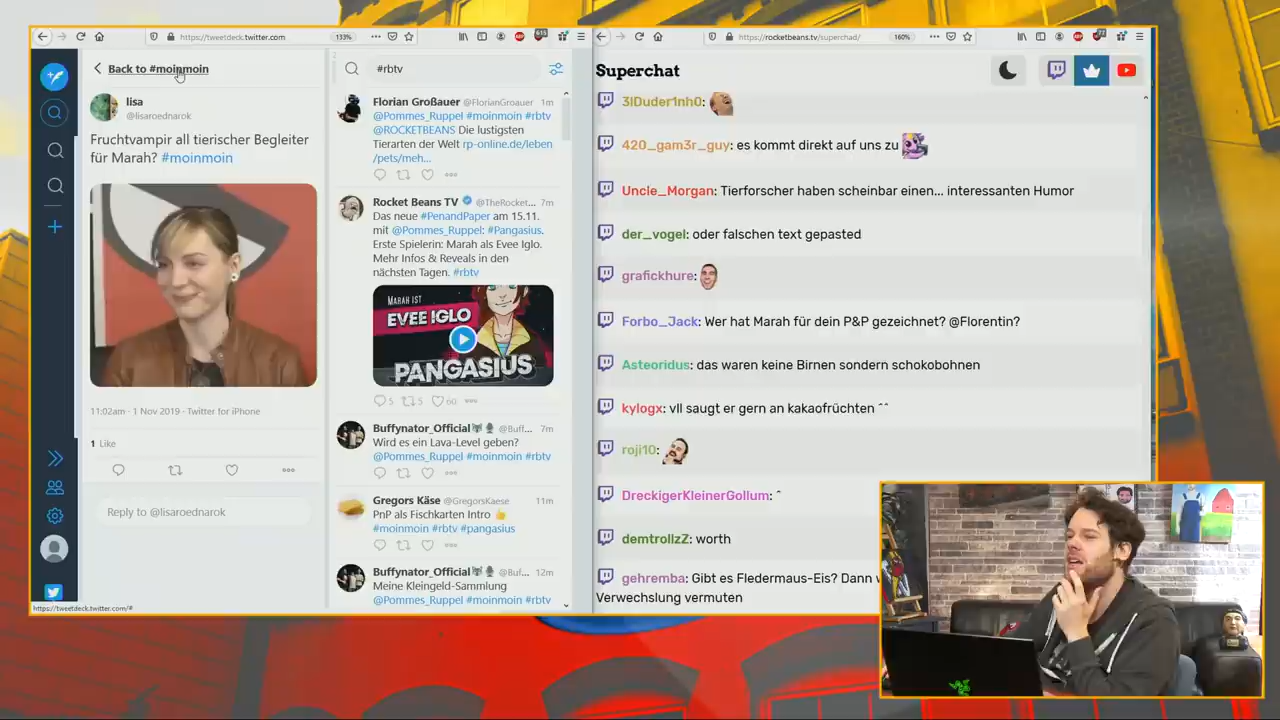 https://tweetdeck.twitter.com
133%
615
Back to #moinmoin
lisa
@lisaroednarok
Fruchtvampir all tierischer Begleiter
für Marah? #moinmoin
11:02am · 1 Nov 2019 · Twitter for iPhone
1 Like
Reply to @lisaroednarok
https://tweetdeck.twitter.com/#
#rbtv
Florian Großauer @FlorianGroauer 1m
@Pommes_Ruppel #moinmoin #rbtv
@ROCKETBEANS Die lustigsten
Tierarten der Welt rp-online.de/leben
/pets/meh...
Rocket Beans TV @TheRocket... 7m
Das neue #PenandPaper am 15.11.
mit @Pommes_Ruppel: #Pangasius.
Erste Spielerin: Marah als Evee Iglo.
Mehr Infos & Reveals in den
nächsten Tagen. #rbtv
MARAH IST
EVEE IGLO
PANGASIUS
5 5 60
Buffynator_Official @Buff... 7m
Wird es ein Lava-Level geben?
@Pommes_Ruppel #moinmoin #rbtv
Gregors Käse @GregorsKaese 11m
PnP als Fischkarten Intro
#moinmoin #rbtv #pangasius
Buffynator_Official @Buf... 12m
Meine Kleingeld-Sammlung
@Pommes_Ruppel #moinmoin #rbtv
https://rocketbeans.tv/superchad/
160%
Superchat
3lDuder1nh0:
420_gam3r_guy: es kommt direkt auf uns zu
Uncle_Morgan: Tierforscher haben scheinbar einen... interessanten Humor
der_vogel: oder falschen text gepasted
grafickhure:
Forbo_Jack: Wer hat Marah für dein P&P gezeichnet? @Florentin?
Asteoridus: das waren keine Birnen sondern schokobohnen
kylogx: vll saugt er gern an kakaofrüchten ^^
roji10:
DreckigerKleinerGollum: ^
demtrollzZ: worth
gehremba: Gibt es Fledermaus-Eis? Dann
Verwechslung vermuten